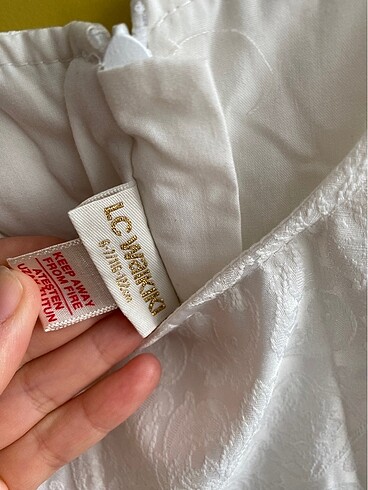 LC Waikiki
6-7/116-122cm
KEEP AWAY
FROM FIRE
ATEŞTEN
UZAK TUTUN